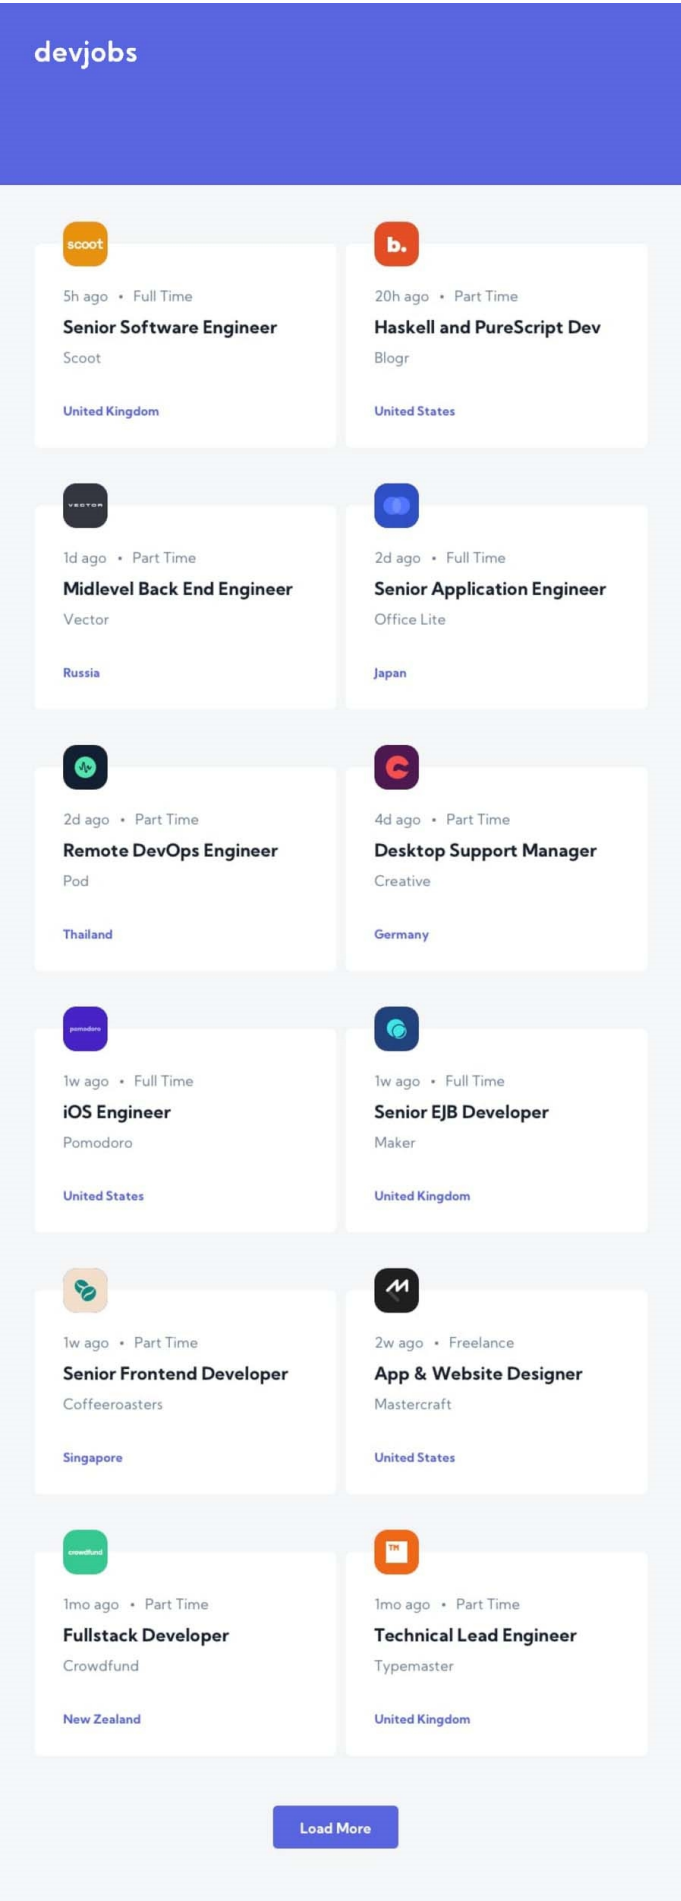 devjobs
scoot
5h ago • Full Time
Senior Software Engineer
Scoot
United Kingdom
b.
20h ago • Part Time
Haskell and PureScript Dev
Blogr
United States
VECTOR
1d ago • Part Time
Midlevel Back End Engineer
Vector
Russia
2d ago • Full Time
Senior Application Engineer
Office Lite
Japan
2d ago • Part Time
Remote DevOps Engineer
Pod
Thailand
4d ago • Part Time
Desktop Support Manager
Creative
Germany
pomodoro
1w ago • Full Time
iOS Engineer
Pomodoro
United States
1w ago • Full Time
Senior EJB Developer
Maker
United Kingdom
1w ago • Part Time
Senior Frontend Developer
Coffeeroasters
Singapore
2w ago • Freelance
App & Website Designer
Mastercraft
United States
crowdfund
1mo ago • Part Time
Fullstack Developer
Crowdfund
New Zealand
TM
1mo ago • Part Time
Technical Lead Engineer
Typemaster
United Kingdom
Load More